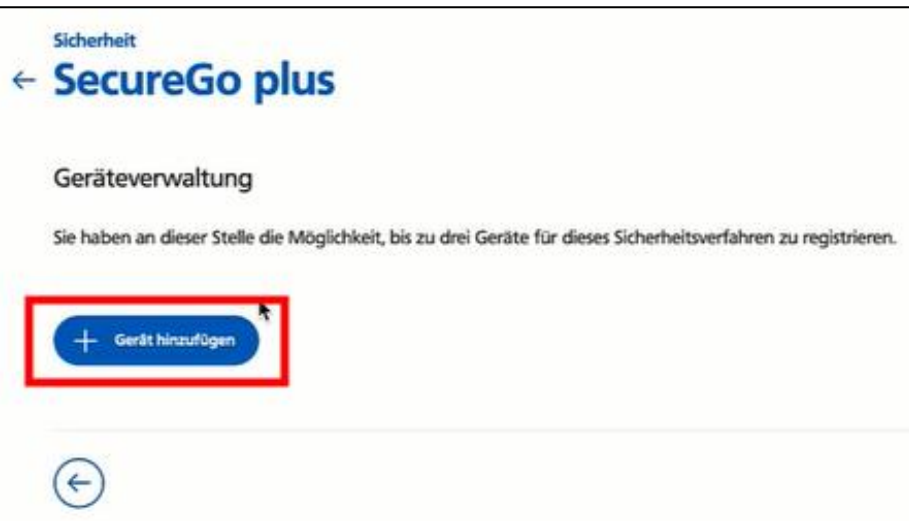 Sicherheit
SecureGo plus
Geräteverwaltung
Sie haben an dieser Stelle die Möglichkeit, bis zu drei Geräte für dieses Sicherheitsverfahren zu registrieren.
Gerät hinzufügen